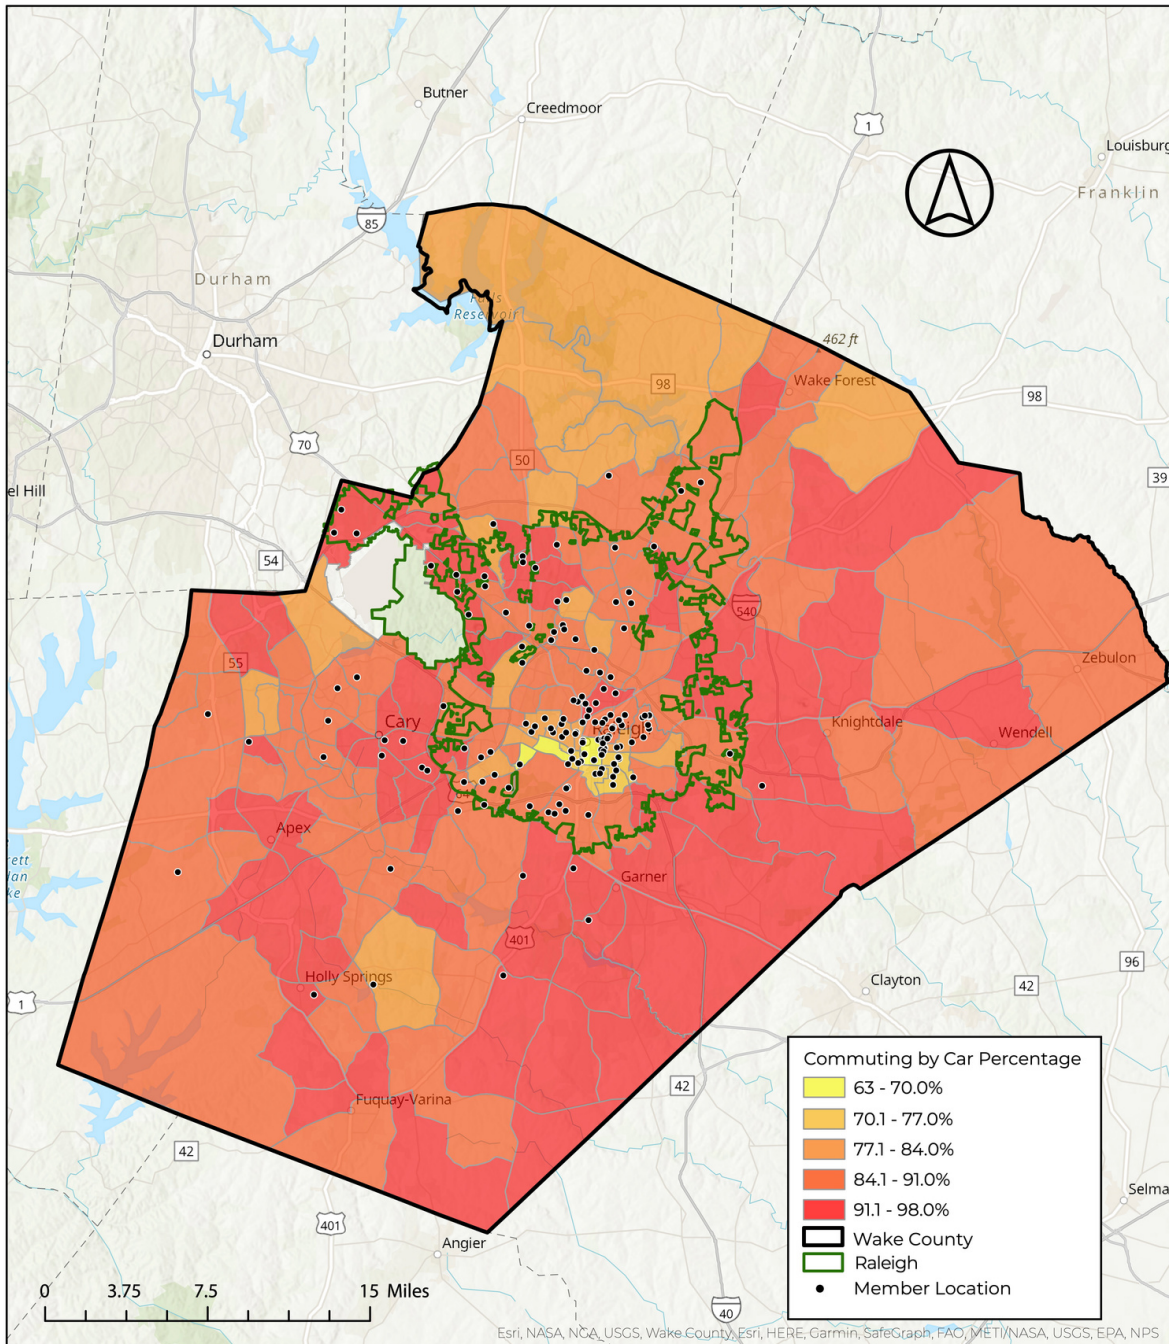 Butner
Creedmoor
1
Louisburg
Franklin
85
Durham
Falls
Reservoir
Durham
462 ft
98
Wake Forest
98
70
50
el Hill
39
54
540
55
Zebulon
Cary
Raleigh
Knightdale
Wendell
64
Apex
rett
dan
ke
Garner
401
Holly Springs
Clayton
96
1
42
Commuting by Car Percentage
63 - 70.0%
42
Fuquay-Varina
70.1 - 77.0%
42
77.1 - 84.0%
84.1 - 91.0%
Selma
91.1 - 98.0%
401
Wake County
Angier
Raleigh
0 3.75 7.5 15 Miles
Member Location
40
Esri, NASA, NGA, USGS, Wake County, Esri, HERE, Garmin, SafeGraph, FAO, METI/NASA, USGS, EPA, NPS